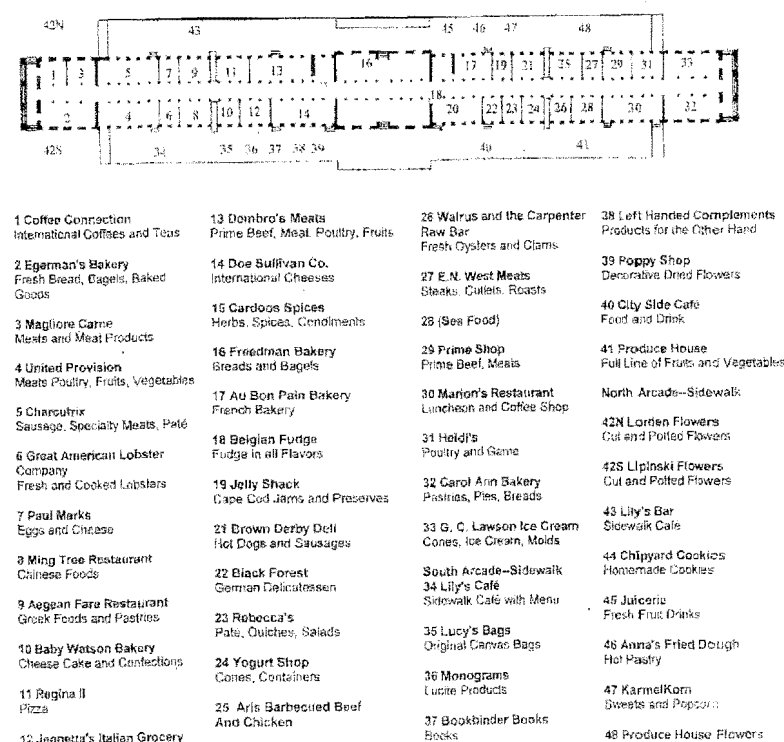 42N 43 45 46 47 48
1 3 5 7 9 11 13 16 17 19 21 25 27 29 31 33
18
2 4 6 8 10 12 14 20 22 23 24 26 28 30 32
42S 34 35 36 37 38 39 40 41
1 Coffee Connection
International Coffees and Teas
2 Egerman's Bakery
Fresh Bread, Bagels, Baked
Goods
3 Magliore Carne
Meats and Meat Products
4 United Provision
Meats Poultry, Fruits, Vegetables
5 Charcutrix
Sausage, Specialty Meats, Paté
6 Great American Lobster
Company
Fresh and Cooked Lobsters
7 Paul Marks
Eggs and Cheese
8 Ming Tree Restaurant
Chinese Foods
9 Aegean Fare Restaurant
Greek Foods and Pastries
10 Baby Watson Bakery
Cheese Cake and Confections
11 Regina II
Pizza
12 Jeanetta's Italian Grocery
13 Dembro's Meats
Prime Beef, Meat, Poultry, Fruits
14 Doe Sullivan Co.
International Cheeses
15 Cardoos Spices
Herbs, Spices, Condiments
16 Freedman Bakery
Breads and Bagels
17 Au Bon Pain Bakery
French Bakery
18 Belgian Fudge
Fudge in all Flavors
19 Jelly Shack
Cape Cod Jams and Preserves
21 Brown Derby Deli
Hot Dogs and Sausages
22 Black Forest
German Delicatessen
23 Rebecca's
Pate, Quiches, Salads
24 Yogurt Shop
Cones, Containers
25 Aris Barbecued Beef
And Chicken
26 Walrus and the Carpenter
Raw Bar
Fresh Oysters and Clams
27 E.N. West Meats
Steaks, Cutlets, Roasts
28 (Sea Food)
29 Prime Shop
Prime Beef, Meats
30 Marion's Restaurant
Luncheon and Coffee Shop
31 Heidi's
Poultry and Game
32 Carol Ann Bakery
Pastries, Pies, Breads
33 G. C. Lawson Ice Cream
Cones, Ice Cream, Molds
South Arcade--Sidewalk
34 Lily's Café
Sidewalk Café with Menu
35 Lucy's Bags
Original Canvas Bags
36 Monograms
Lucite Products
37 Bookbinder Books
Books
38 Left Handed Complements
Products for the Other Hand
39 Poppy Shop
Decorative Dried Flowers
40 City Side Café
Food and Drink
41 Produce House
Full Line of Fruits and Vegetables
North Arcade--Sidewalk
42N Lorden Flowers
Cut and Potted Flowers
42S Lipinski Flowers
Cut and Potted Flowers
43 Lily's Bar
Sidewalk Cafe
44 Chipyard Cookies
Homemade Cookies
45 Juicerie
Fresh Fruit Drinks
46 Anna's Fried Dough
Hot Pastry
47 KarmelKorn
Sweets and Popcorn
48 Produce House Flowers